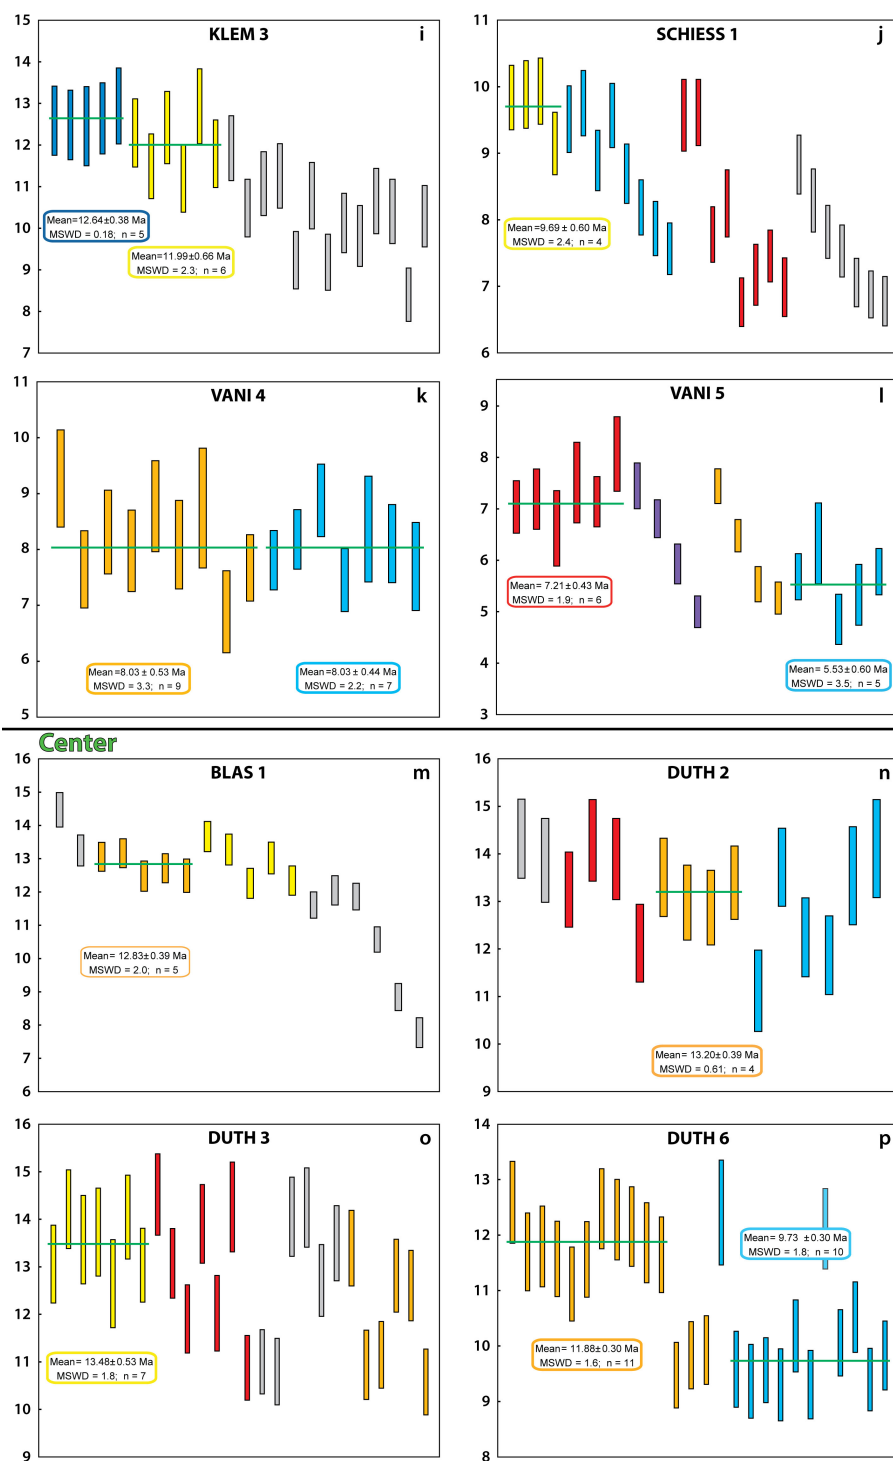 KLEM 3
i
15
14
13
12
11
10
9
8
7
Mean=12.64±0.38 Ma
MSWD = 0.18; n = 5
Mean=11.99±0.66 Ma
MSWD = 2.3; n = 6
SCHIESS 1
j
11
10
9
8
7
6
Mean=9.69 ± 0.60 Ma
MSWD = 2.4; n = 4
VANI 4
k
11
10
9
8
7
6
5
Mean=8.03 ± 0.53 Ma
MSWD = 3.3; n = 9
Mean=8.03 ± 0.44 Ma
MSWD = 2.2; n = 7
VANI 5
l
9
8
7
6
5
4
3
Mean= 7.21±0.43 Ma
MSWD = 1.9; n = 6
Mean= 5.53±0.60 Ma
MSWD = 3.5; n = 5
Center
BLAS 1
m
16
15
14
13
12
11
10
9
8
7
6
Mean= 12.83±0.39 Ma
MSWD = 2.0; n = 5
DUTH 2
n
16
15
14
13
12
11
10
9
Mean= 13.20±0.39 Ma
MSWD = 0.61; n = 4
DUTH 3
o
16
15
14
13
12
11
10
9
Mean= 13.48±0.53 Ma
MSWD = 1.8; n = 7
DUTH 6
p
14
13
12
11
10
9
8
Mean= 9.73 ±0.30 Ma
MSWD = 1.8; n = 10
Mean= 11.88±0.30 Ma
MSWD = 1.6; n = 11